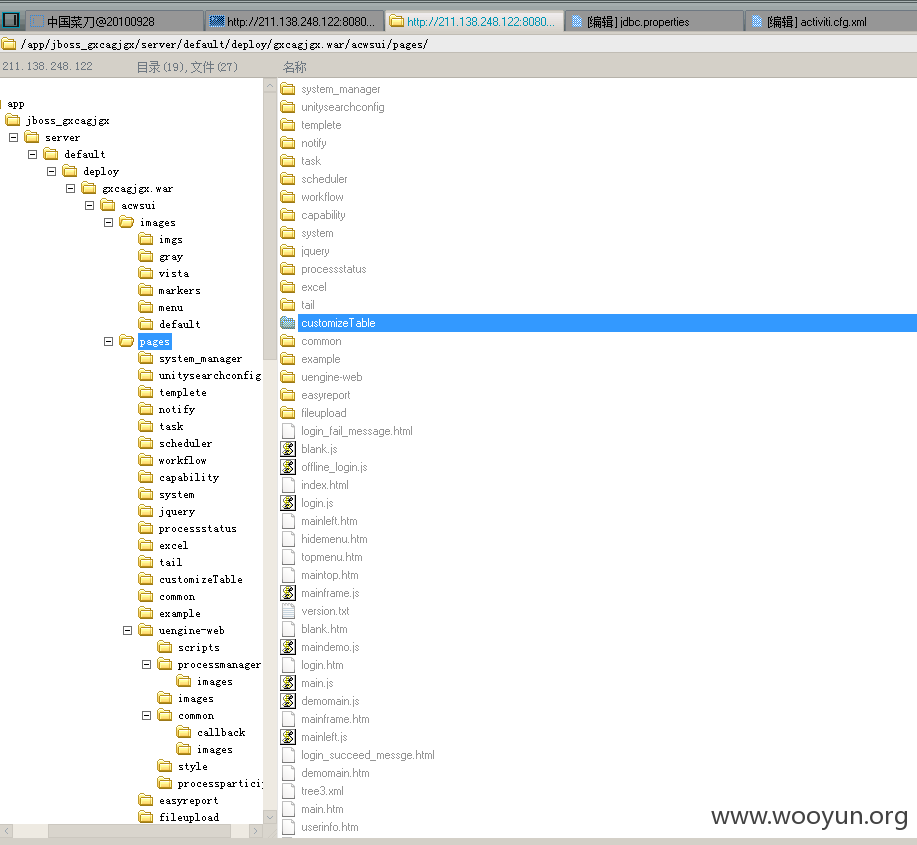 中国菜刀@20100928
http://211.138.248.122:8080...
http://211.138.248.122:8080...
[编辑] jdbc.properties
[编辑] activiti.cfg.xml
/app/jboss_gxcagjgx/server/default/deploy/gxcagjgx.war/acwsui/pages/
211.138.248.122
目录(19),文件(27)
名称
app
jboss_gxcagjgx
server
default
deploy
gxcagjgx.war
acwsui
images
imgs
gray
vista
markers
menu
default
pages
system_manager
unitysearchconfig
templete
notify
task
scheduler
workflow
capability
system
jquery
processstatus
excel
tail
customizeTable
common
example
uengine-web
scripts
processmanager
images
images
common
callback
images
style
processpartici
easyreport
fileupload
system_manager
unitysearchconfig
templete
notify
task
scheduler
workflow
capability
system
jquery
processstatus
excel
tail
customizeTable
common
example
uengine-web
easyreport
fileupload
login_fail_message.html
blank.js
offline_login.js
index.html
login.js
mainleft.htm
hidemenu.htm
topmenu.htm
maintop.htm
mainframe.js
version.txt
blank.htm
maindemo.js
login.htm
main.js
demomain.js
mainframe.htm
mainleft.js
login_succeed_messge.html
demomain.htm
tree3.xml
main.htm
userinfo.htm
www.wooyun.org